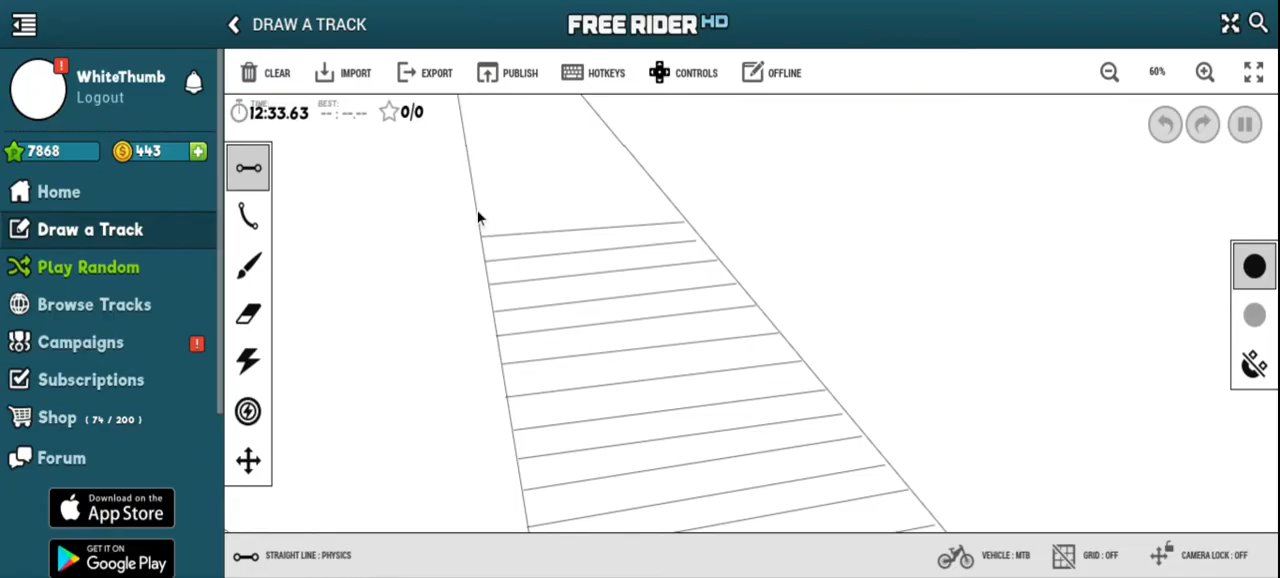 DRAW A TRACK
FREE RIDER HD
WhiteThumb
Logout
!
7868
443
Home
Draw a Track
Play Random
Browse Tracks
Campaigns !
Subscriptions
Shop ( 74 / 200 )
Forum
Download on the
App Store
GET IT ON
Google Play
CLEAR IMPORT EXPORT PUBLISH HOTKEYS CONTROLS OFFLINE 60%
TIME:
12:33.63
BEST:
-- : --.--
0/0
STRAIGHT LINE : PHYSICS
VEHICLE : MTB GRID : OFF CAMERA LOCK : OFF